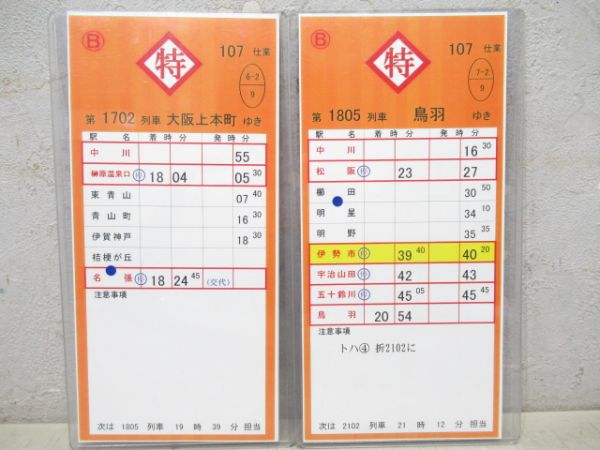 Ⓑ 特 107 仕業
6-2
9
第 1702 列車 大阪上本町 ゆき
駅 名 着 時 分 発 時 分
中 川 55
榊原温泉口 停 18 04 05 30
東 青 山 07 40
青 山 町 16 30
伊賀神戸 18 30
桔梗が丘
名 張 停 18 24 45 (交代)
注意事項
次は 1805 列車 19 時 39 分 担当
Ⓑ 特 107 仕業
7-2
9
第 1805 列車 鳥羽 ゆき
駅 名 着 時 分 発 時 分
中 川 16 30
松 阪 停 23 27
櫛 田 30 50
明 星 34 10
明 野 35 35
伊 勢 市 停 39 40 40 20
宇治山田 停 42 43
五十鈴川 停 45 05 45 45
鳥 羽 20 54
注意事項
トハ④ 折2102に
次は 2102 列車 21 時 12 分 担当